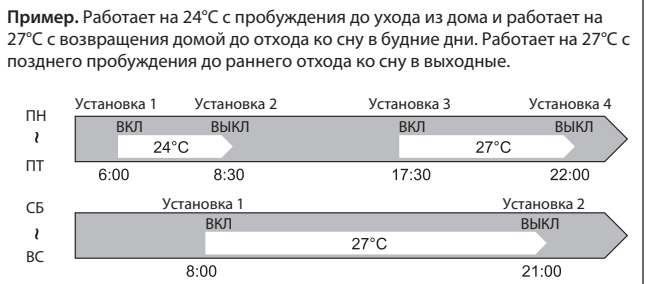 Пример. Работает на 24°C с пробуждения до ухода из дома и работает на
27°C с возвращения домой до отхода ко сну в будние дни. Работает на 27°C с
позднего пробуждения до раннего отхода ко сну в выходные.
Установка 1 Установка 2 Установка 3 Установка 4
ПН
ВКЛ ВЫКЛ ВКЛ ВЫКЛ
~
24°C 27°C
ПТ
6:00 8:30 17:30 22:00
СБ
Установка 1 Установка 2
ВКЛ ВЫКЛ
~
27°C
ВС
8:00 21:00